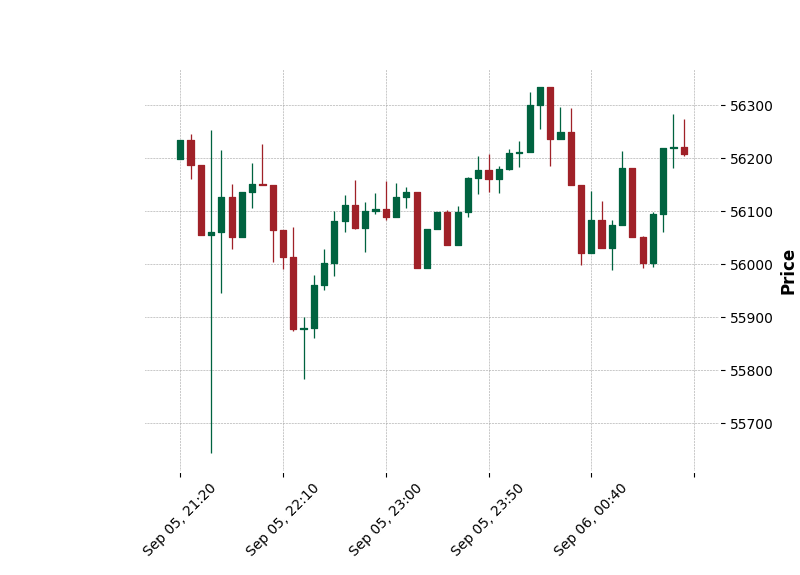 56300
56200
56100
56000
55900
55800
55700
Price
Sep 05, 21:20
Sep 05, 22:10
Sep 05, 23:00
Sep 05, 23:50
Sep 06, 00:40